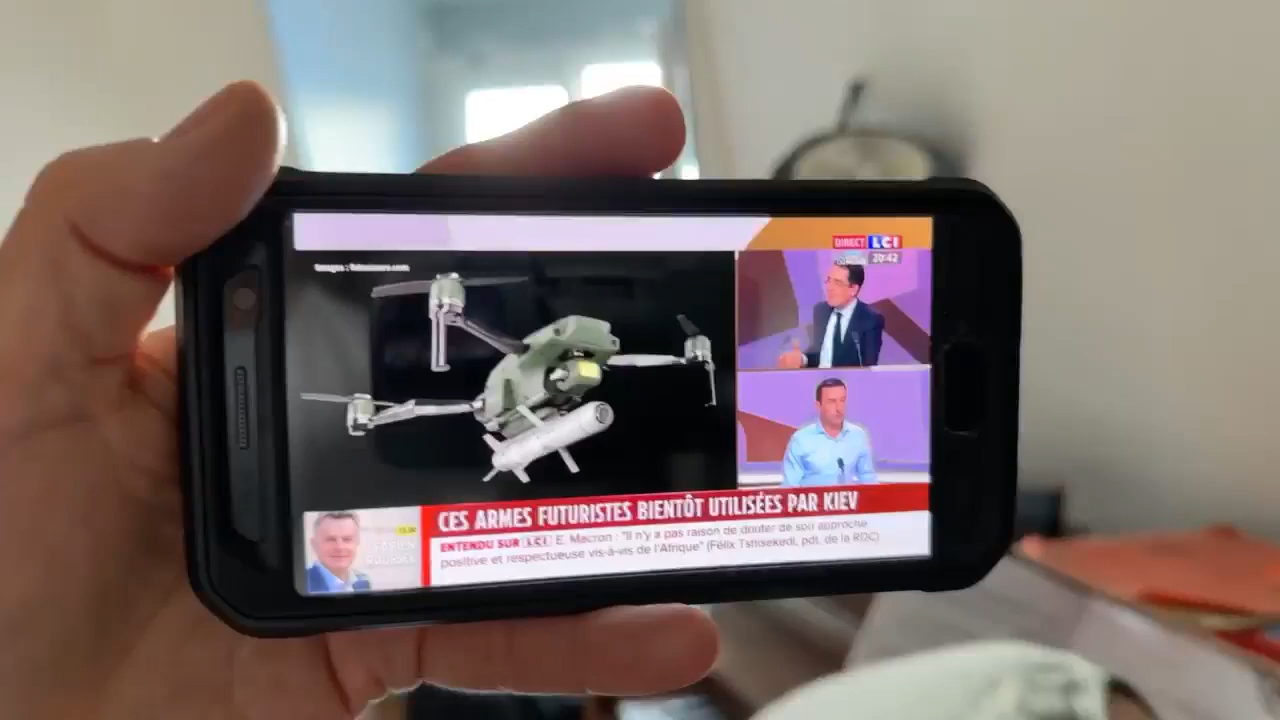 DIRECT LCI
20:42
CES ARMES FUTURISTES BIENTÔT UTILISÉES PAR KIEV
ENTENDU SUR LCI E. Macron : "Il n'y a pas raison de douter de son approche
positive et respectueuse vis-à-vis de l'Afrique" (Félix Tshisekedi, pdt. de la RDC)